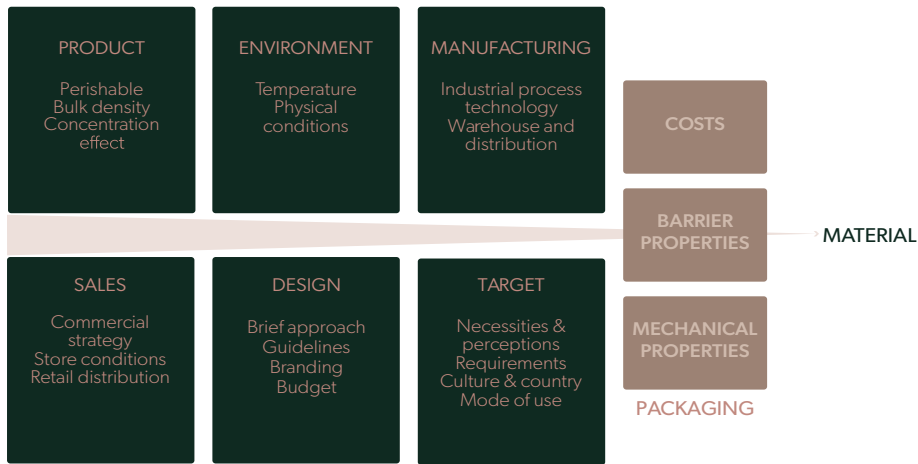 PRODUCT
Perishable
Bulk density
Concentration
effect
ENVIRONMENT
Temperature
Physical
conditions
MANUFACTURING
Industrial process
technology
Warehouse and
distribution
SALES
Commercial
strategy
Store conditions
Retail distribution
DESIGN
Brief approach
Guidelines
Branding
Budget
TARGET
Necessities &
perceptions
Requirements
Culture & country
Mode of use
COSTS
BARRIER
PROPERTIES
MECHANICAL
PROPERTIES
PACKAGING
MATERIAL